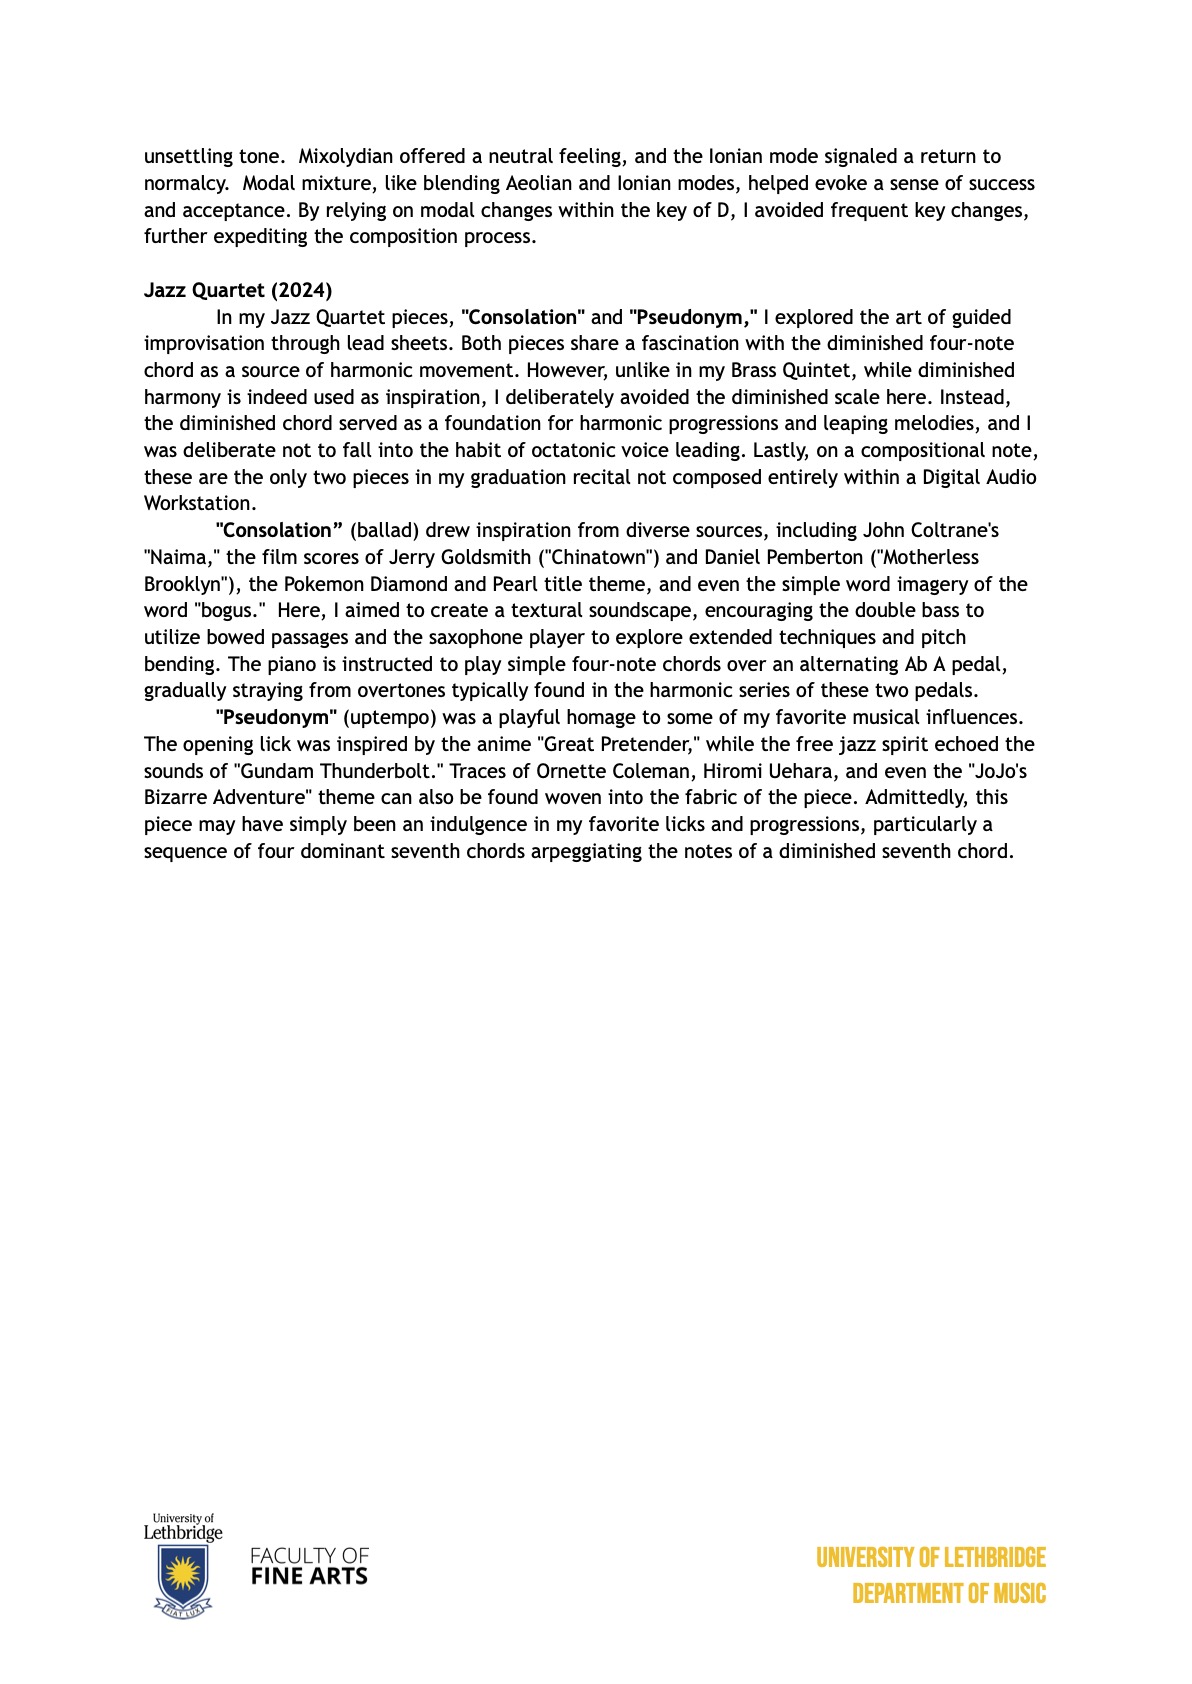 unsettling tone.  Mixolydian offered a neutral feeling, and the Ionian mode signaled a return to
normalcy.  Modal mixture, like blending Aeolian and Ionian modes, helped evoke a sense of success
and acceptance. By relying on modal changes within the key of D, I avoided frequent key changes,
further expediting the composition process.
Jazz Quartet (2024)
In my Jazz Quartet pieces, "Consolation" and "Pseudonym," I explored the art of guided
improvisation through lead sheets. Both pieces share a fascination with the diminished four-note
chord as a source of harmonic movement. However, unlike in my Brass Quintet, while diminished
harmony is indeed used as inspiration, I deliberately avoided the diminished scale here. Instead,
the diminished chord served as a foundation for harmonic progressions and leaping melodies, and I
was deliberate not to fall into the habit of octatonic voice leading. Lastly, on a compositional note,
these are the only two pieces in my graduation recital not composed entirely within a Digital Audio
Workstation.
"Consolation” (ballad) drew inspiration from diverse sources, including John Coltrane's
"Naima," the film scores of Jerry Goldsmith ("Chinatown") and Daniel Pemberton ("Motherless
Brooklyn"), the Pokemon Diamond and Pearl title theme, and even the simple word imagery of the
word "bogus."  Here, I aimed to create a textural soundscape, encouraging the double bass to
utilize bowed passages and the saxophone player to explore extended techniques and pitch
bending. The piano is instructed to play simple four-note chords over an alternating Ab A pedal,
gradually straying from overtones typically found in the harmonic series of these two pedals.
"Pseudonym" (uptempo) was a playful homage to some of my favorite musical influences.
The opening lick was inspired by the anime "Great Pretender," while the free jazz spirit echoed the
sounds of "Gundam Thunderbolt." Traces of Ornette Coleman, Hiromi Uehara, and even the "JoJo's
Bizarre Adventure" theme can also be found woven into the fabric of the piece. Admittedly, this
piece may have simply been an indulgence in my favorite licks and progressions, particularly a
sequence of four dominant seventh chords arpeggiating the notes of a diminished seventh chord.
University of
Lethbridge
FIAT LUX
FACULTY OF
FINE ARTS
UNIVERSITY OF LETHBRIDGE
DEPARTMENT OF MUSIC